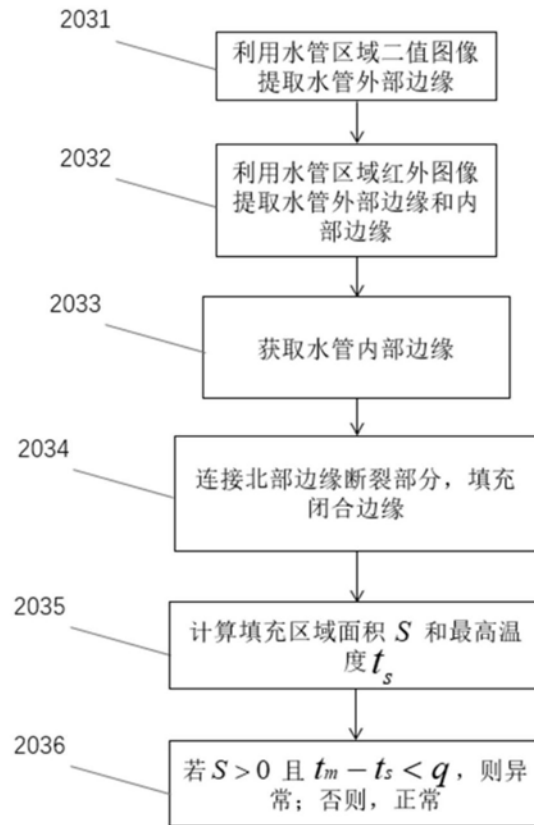 2031
利用水管区域二值图像
提取水管外部边缘
2032
利用水管区域红外图像
提取水管外部边缘和内
部边缘
2033
获取水管内部边缘
2034
连接北部边缘断裂部分，填充
闭合边缘
2035
计算填充区域面积 S 和最高温
度 t_s
2036
若 S > 0 且 t_m − t_s < q，则异
常；否则，正常